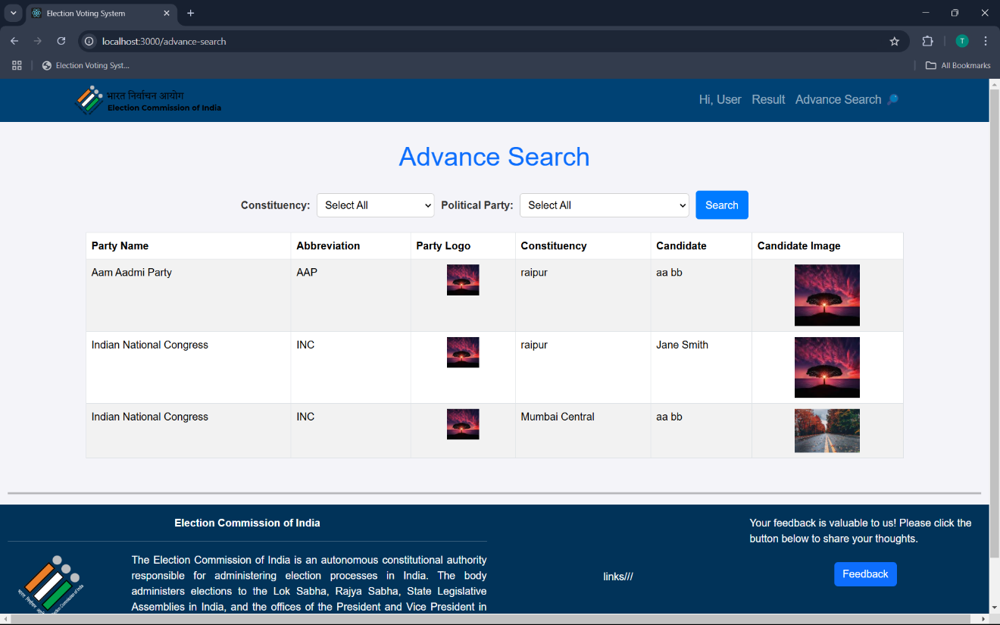 Election Voting System
localhost:3000/advance-search
T
Election Voting Syst...
All Bookmarks
भारत निर्वाचन आयोग
Election Commission of India
Hi, User Result Advance Search
Advance Search
Constituency: Select All Political Party: Select All Search
Party Name Abbreviation Party Logo Constituency Candidate Candidate Image
Aam Aadmi Party AAP raipur aa bb
Indian National Congress INC raipur Jane Smith
Indian National Congress INC Mumbai Central aa bb
Election Commission of India
The Election Commission of India is an autonomous constitutional authority
responsible for administering election processes in India. The body
administers elections to the Lok Sabha, Rajya Sabha, State Legislative
Assemblies in India, and the offices of the President and Vice President in
links///
Your feedback is valuable to us! Please click the
button below to share your thoughts.
Feedback